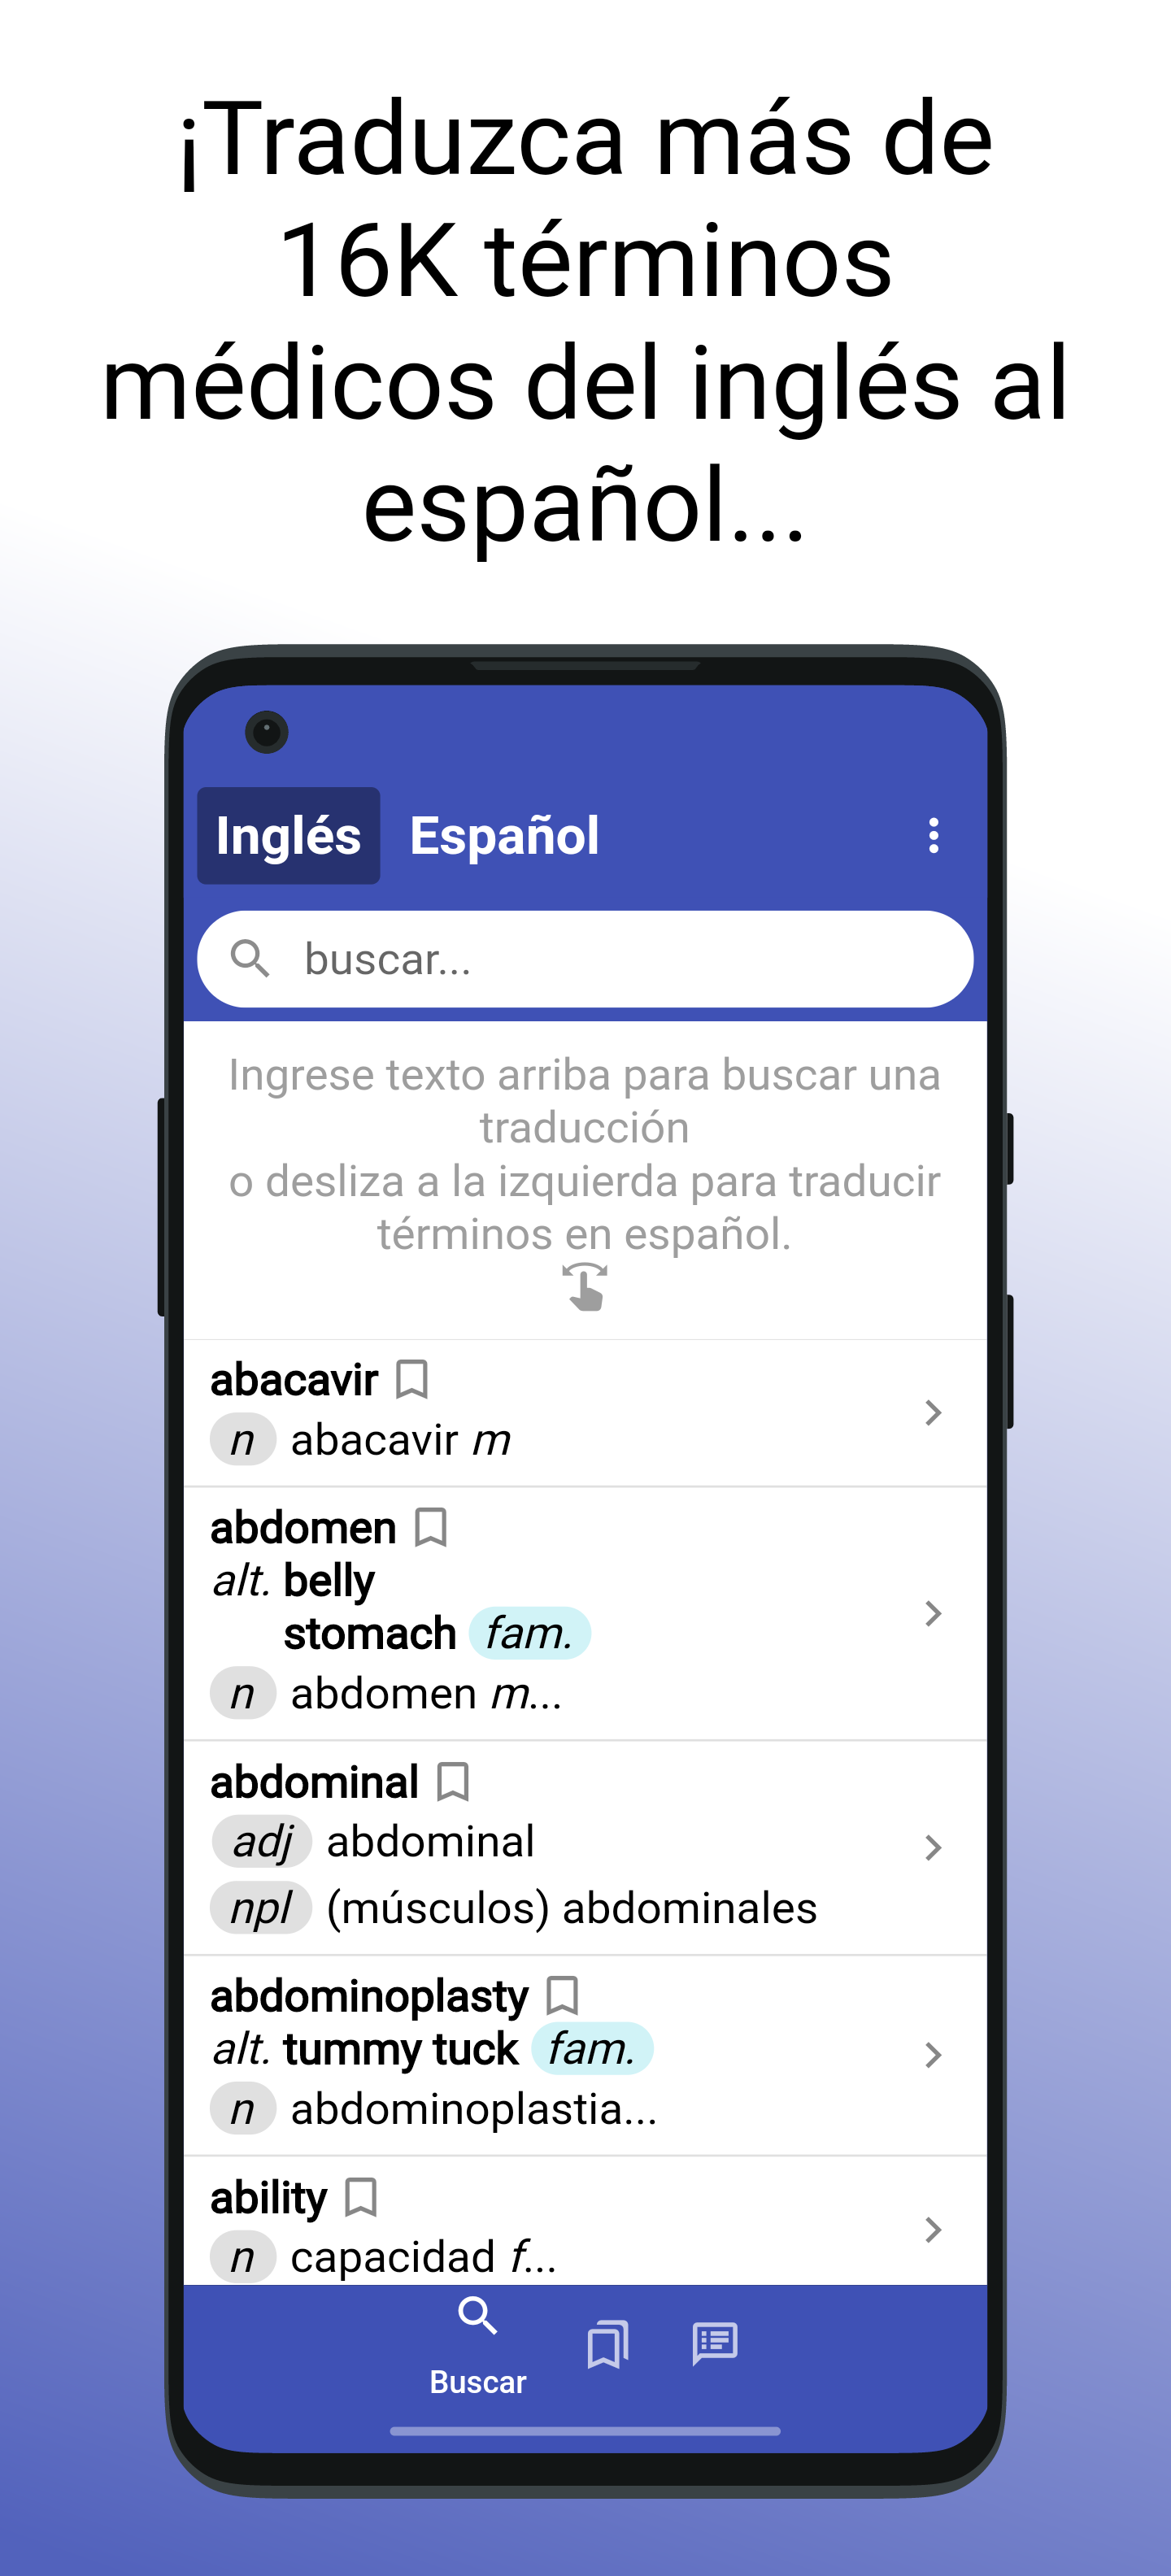 ¡Traduzca más de
16K términos
médicos del inglés al
español...
Inglés Español
buscar...
Ingrese texto arriba para buscar una
traducción
o desliza a la izquierda para traducir
términos en español.
abacavir
n abacavir m
abdomen
alt. belly
stomach fam.
n abdomen m...
abdominal
adj abdominal
npl (músculos) abdominales
abdominoplasty
alt. tummy tuck fam.
n abdominoplastia...
ability
n capacidad f...
Buscar